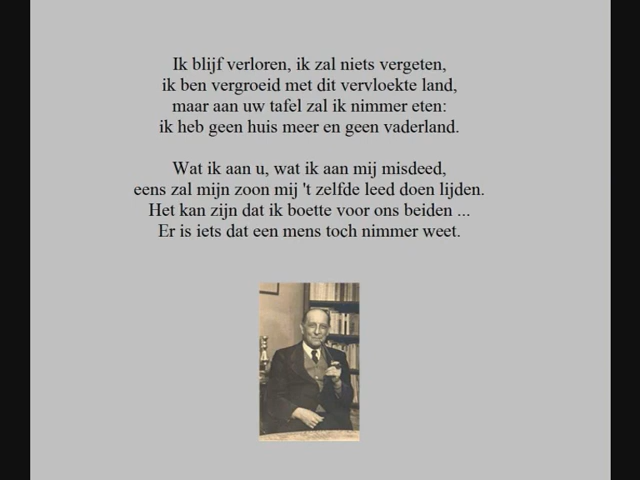 Ik blijf verloren, ik zal niets vergeten,
ik ben vergroeid met dit vervloekte land,
maar aan uw tafel zal ik nimmer eten:
ik heb geen huis meer en geen vaderland.
Wat ik aan u, wat ik aan mij misdeed,
eens zal mijn zoon mij 't zelfde leed doen lijden.
Het kan zijn dat ik boette voor ons beiden ...
Er is iets dat een mens toch nimmer weet.